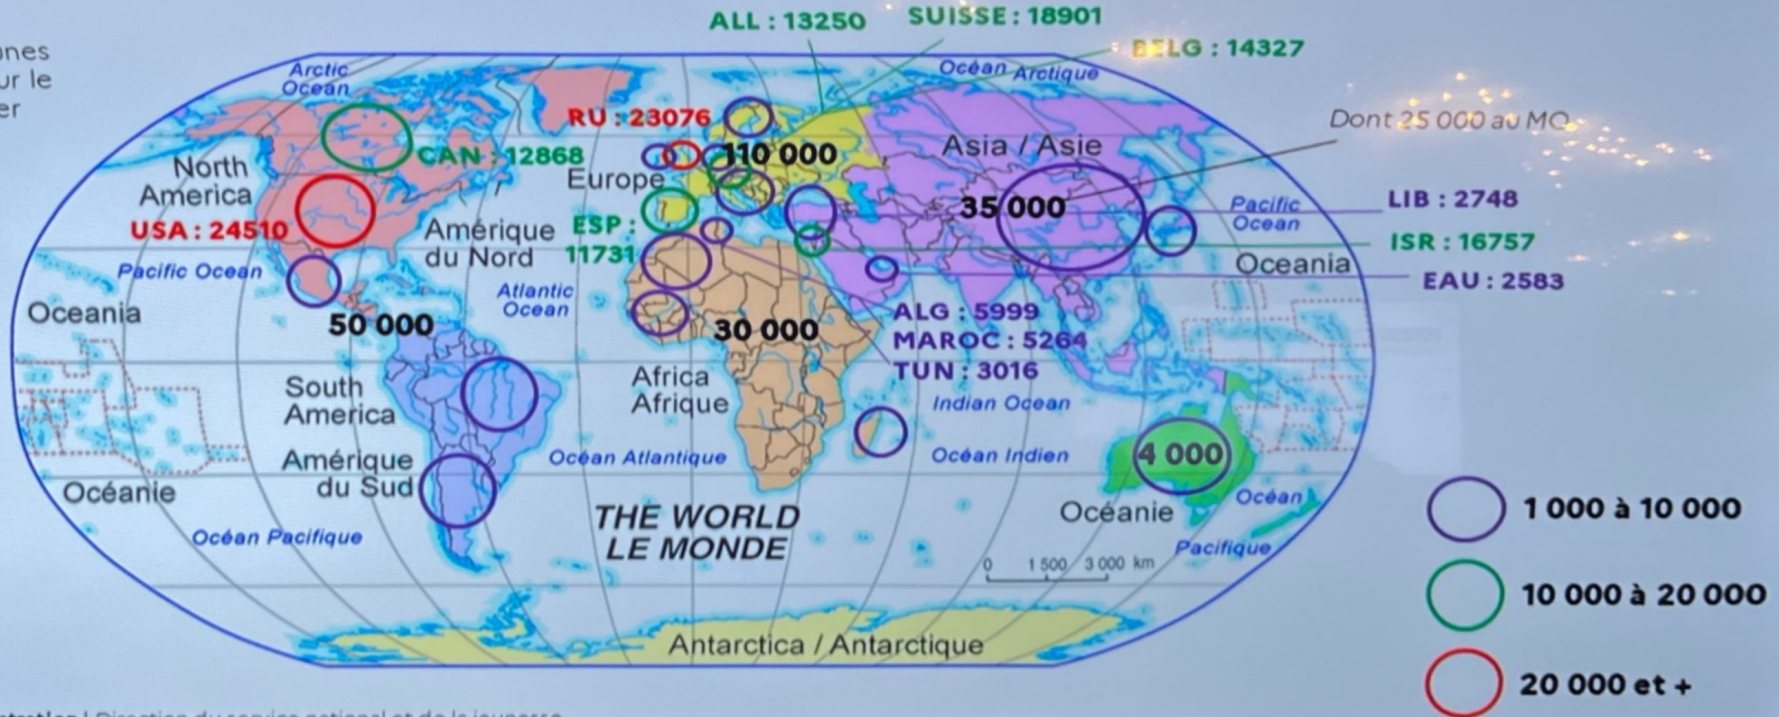 ur le
er
ALL : 13250
SUISSE : 18901
BELG : 14327
Arctic
Ocean
Océan Arctique
RU : 23076
Dont 25 000 au MO
North
America
CAN : 12868
110 000
Europe
Asia / Asie
35 000
USA : 24510
Amérique
du Nord
ESP :
11731
Pacific
Ocean
LIB : 2748
ISR : 16757
EAU : 2583
Pacific Ocean
Atlantic
Ocean
Oceania
Oceania
50 000
30 000
ALG : 5999
MAROC : 5264
TUN : 3016
South
America
Africa
Afrique
Indian Ocean
Amérique
du Sud
Océan Atlantique
Océan Indien
4 000
Océanie
Océanie
Océan
Pacifique
Océan Pacifique
THE WORLD
LE MONDE
0 1 500 3 000 km
Antarctica / Antarctique
1 000 à 10 000
10 000 à 20 000
20 000 et +